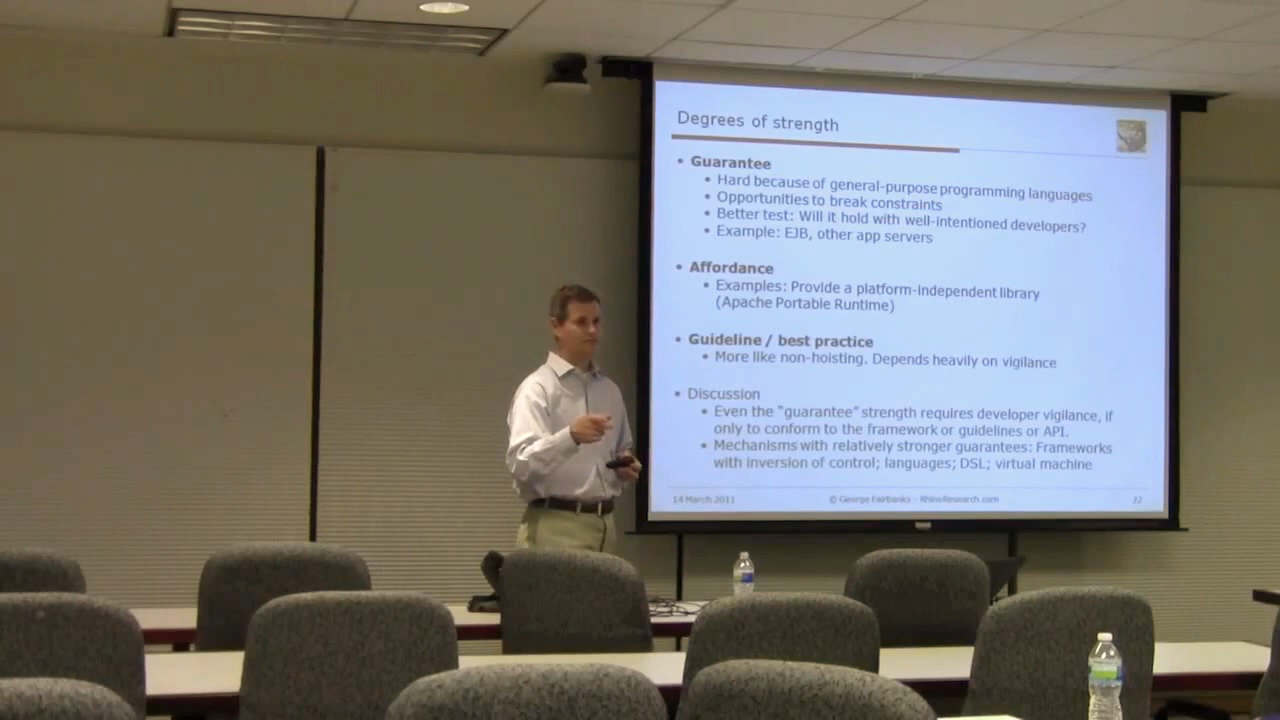 Degrees of strength
• Guarantee
• Hard because of general-purpose programming languages
• Opportunities to break constraints
• Better test: Will it hold with well-intentioned developers?
• Example: EJB, other app servers
• Affordance
• Examples: Provide a platform-independent library
(Apache Portable Runtime)
• Guideline / best practice
• More like non-hoisting. Depends heavily on vigilance
• Discussion
• Even the "guarantee" strength requires developer vigilance, if
only to conform to the framework or guidelines or API.
• Mechanisms with relatively stronger guarantees: Frameworks
with inversion of control; languages; DSL; virtual machine
14 March 2011 © George Fairbanks – RhinoResearch.com 22